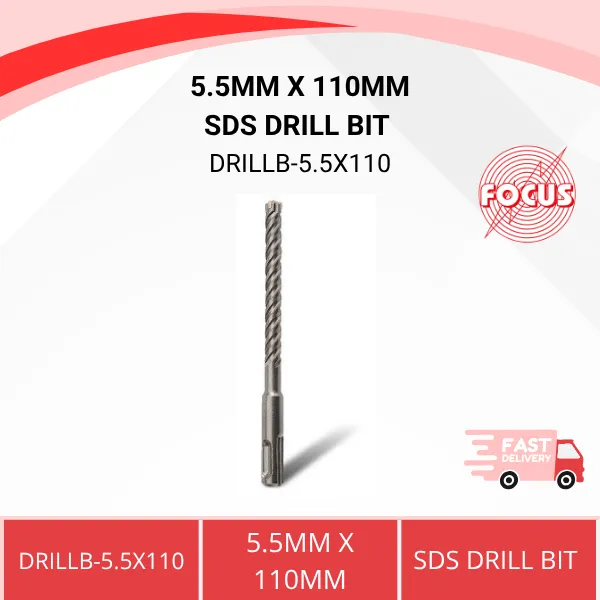 5.5MM X 110MM
SDS DRILL BIT
DRILLB-5.5X110
FOCUS
FAST
DELIVERY
DRILLB-5.5X110
5.5MM X
110MM
SDS DRILL BIT